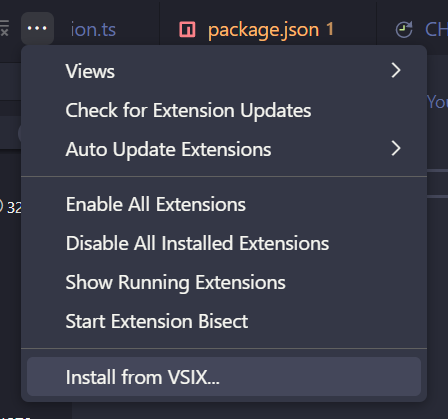 ion.ts
package.json 1
CH
Views
You
Check for Extension Updates
Auto Update Extensions
32
Enable All Extensions
Disable All Installed Extensions
Show Running Extensions
Start Extension Bisect
Install from VSIX...